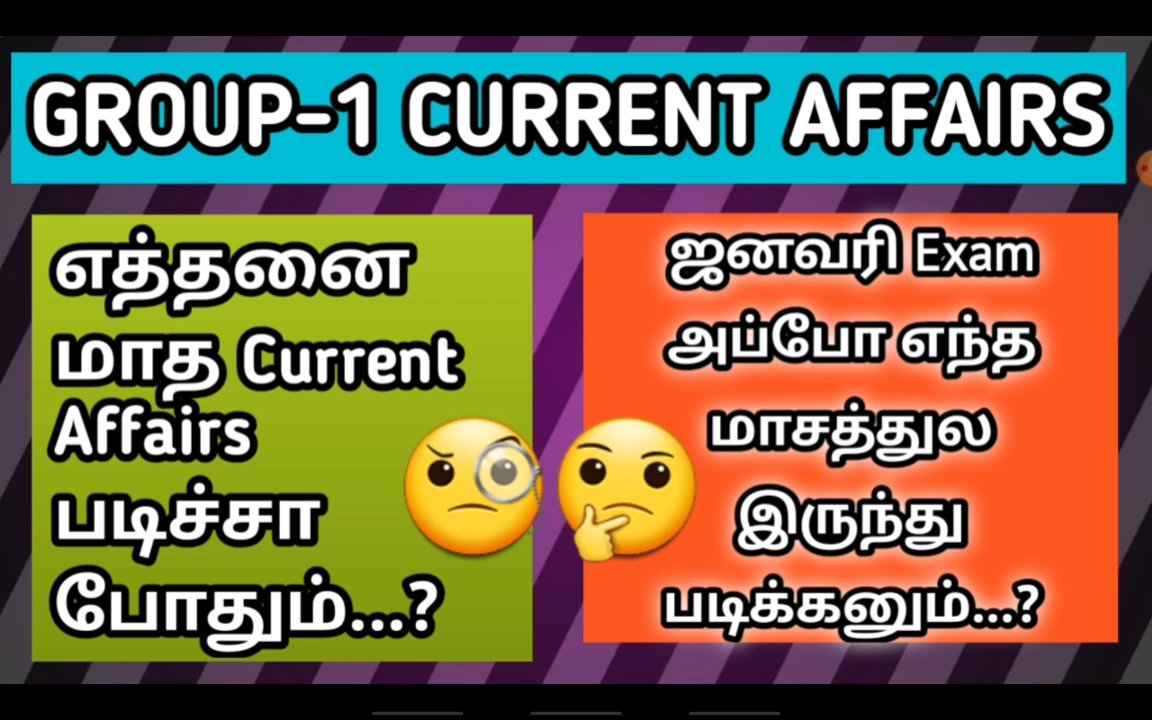 GROUP-1 CURRENT AFFAIRS
எத்தனை
மாத Current
Affairs
படிச்சா
போதும்...?
ஜனவரி Exam
அப்போ எந்த
மாசத்துல
இருந்து
படிக்கனும்...?